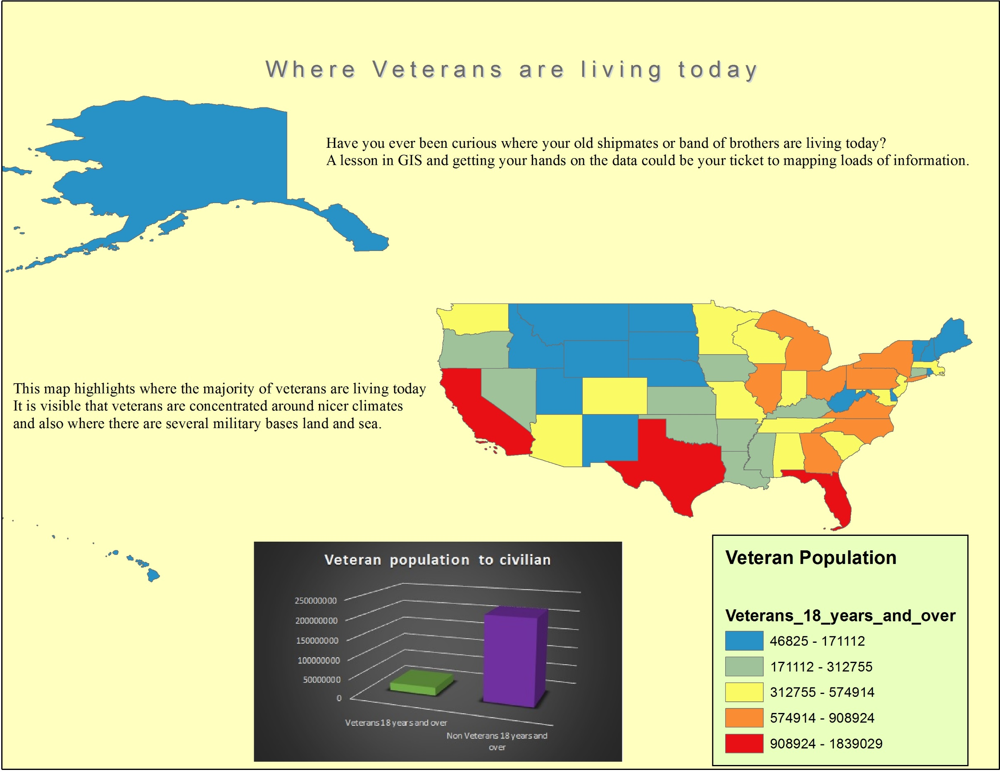 Where Veterans are living today
Have you ever been curious where your old shipmates or band of brothers are living today?
A lesson in GIS and getting your hands on the data could be your ticket to mapping loads of information.
This map highlights where the majority of veterans are living today
It is visible that veterans are concentrated around nicer climates
and also where there are several military bases land and sea.
Veteran population to civilian
250000000
200000000
150000000
100000000
50000000
0
Veterans 18 years and over
Non Veterans 18 years and
over
Veteran Population
Veterans_18_years_and_over
46825 - 171112
171112 - 312755
312755 - 574914
574914 - 908924
908924 - 1839029